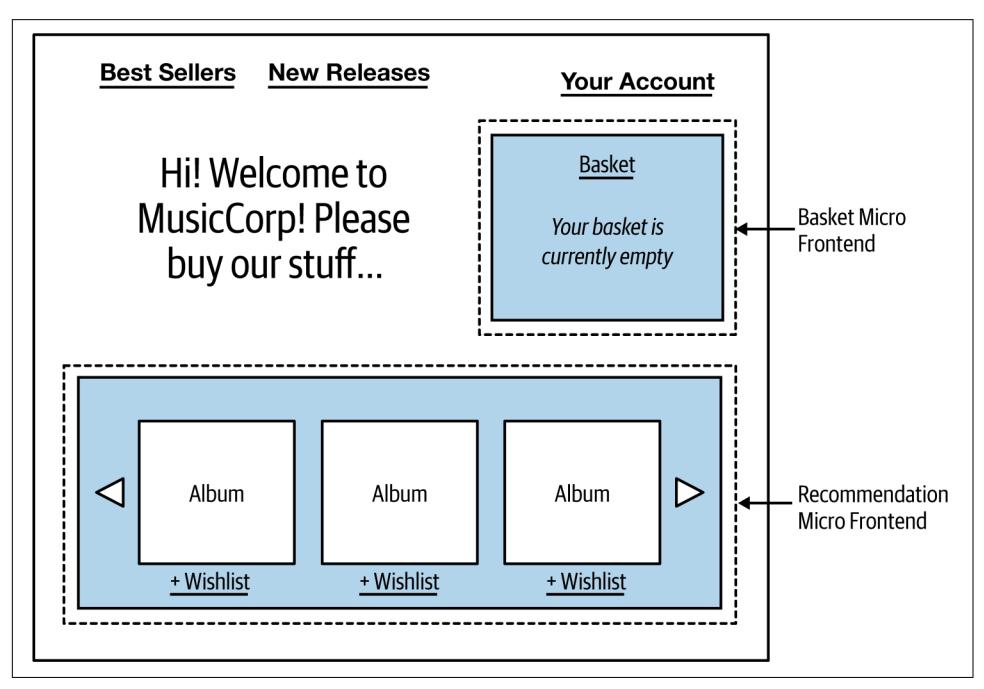 Best Sellers New Releases
Your Account
Hi! Welcome to
MusicCorp! Please
buy our stuff...
Basket
Your basket is
currently empty
Basket Micro
Frontend
Album Album Album
+ Wishlist + Wishlist + Wishlist
Recommendation
Micro Frontend